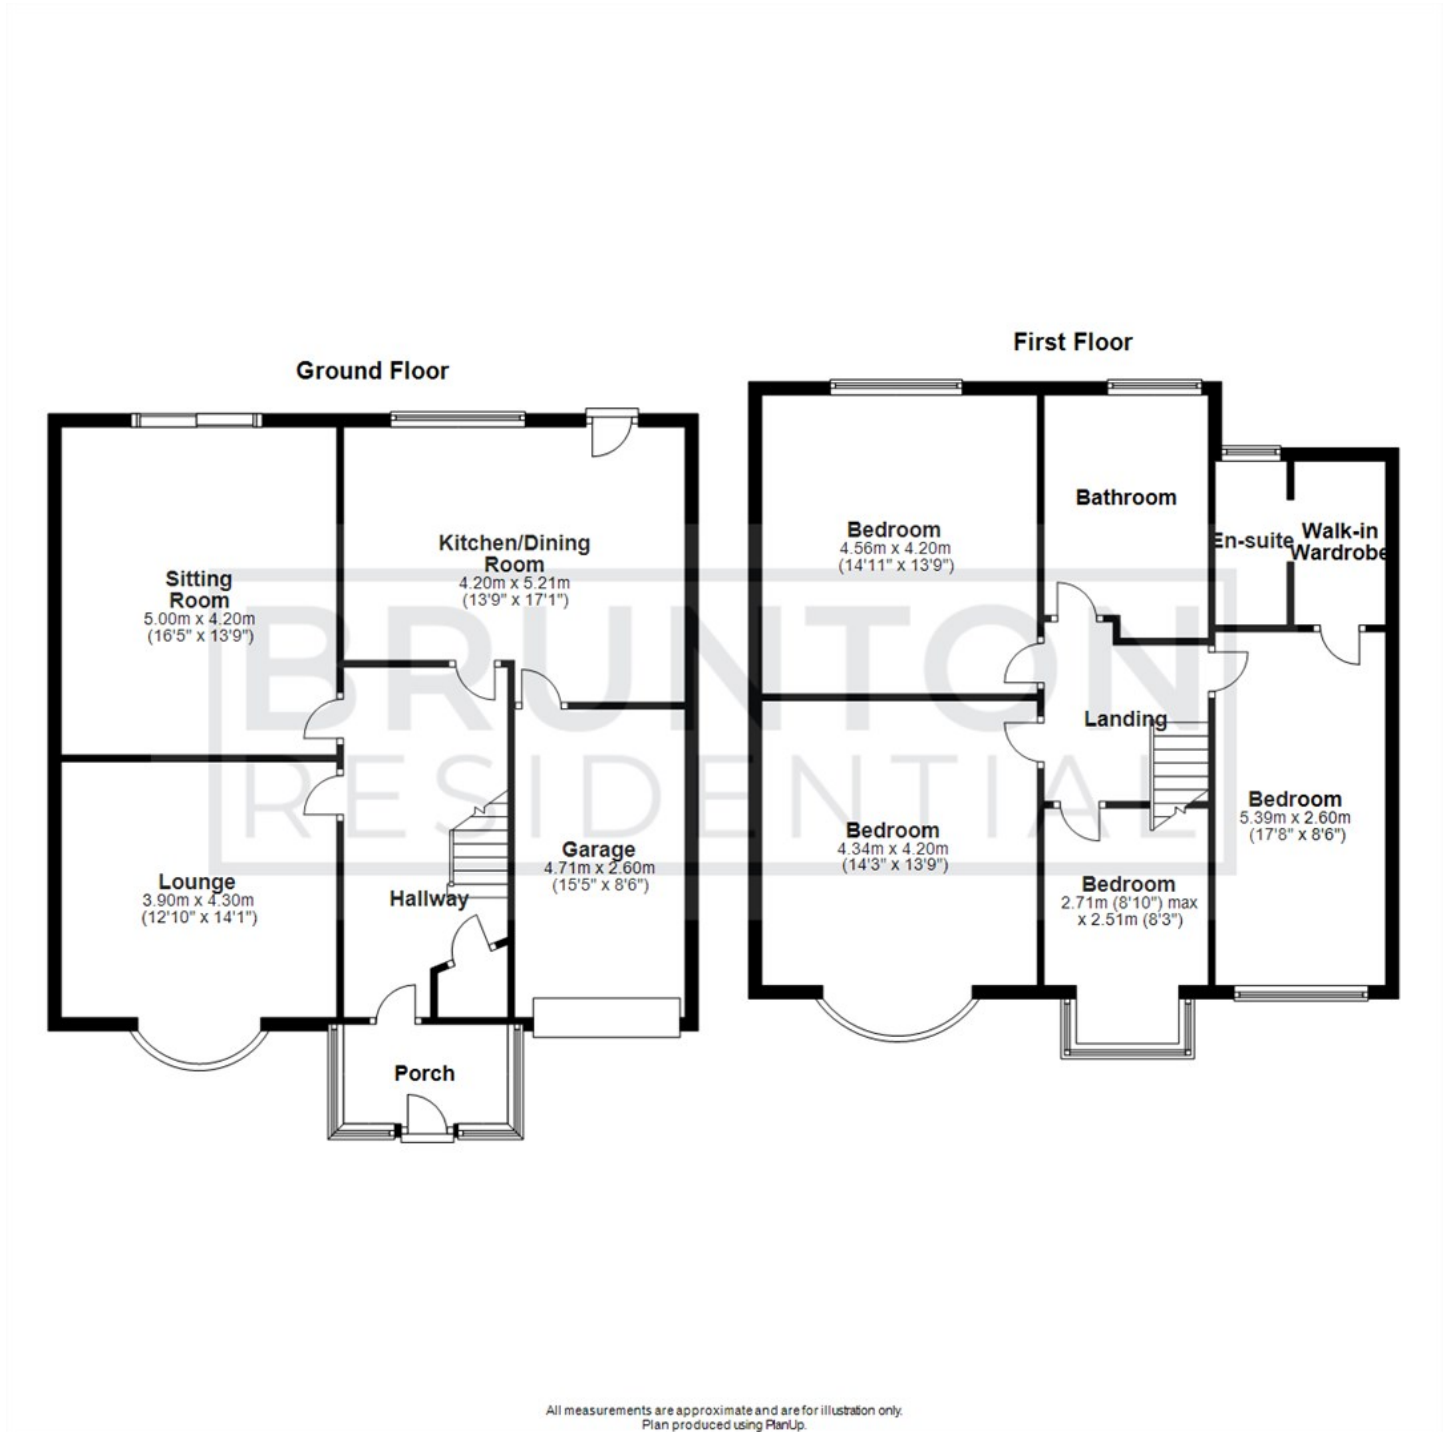 Ground Floor
Sitting
Room
5.00m x 4.20m
(16'5" x 13'9")
Kitchen/Dining
Room
4.20m x 5.21m
(13'9" x 17'1")
Lounge
3.90m x 4.30m
(12'10" x 14'1")
Hallway
Garage
4.71m x 2.60m
(15'5" x 8'6")
Porch
First Floor
Bedroom
4.56m x 4.20m
(14'11" x 13'9")
Bathroom
En-suite
Walk-in
Wardrobe
Landing
Bedroom
4.34m x 4.20m
(14'3" x 13'9")
Bedroom
2.71m (8'10") max
x 2.51m (8'3")
Bedroom
5.39m x 2.60m
(17'8" x 8'6")
BRUNTON
RESIDENTIAL
All measurements are approximate and are for illustration only.
Plan produced using PlanUp.